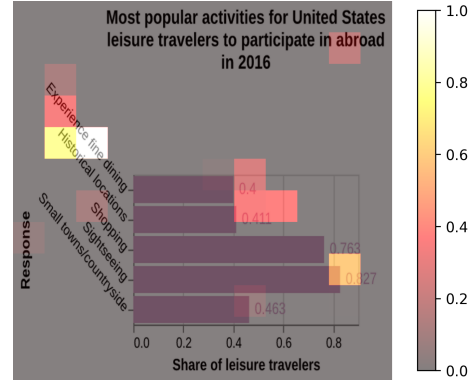 Most popular activities for United States
leisure travelers to participate in abroad
in 2016
Response
Experience fine dining
Historical locations
Shopping
Sightseeing
Small towns/countryside
0.4
0.411
0.763
0.827
0.463
0.0 0.2 0.4 0.6 0.8
Share of leisure travelers
1.0
0.8
0.6
0.4
0.2
0.0